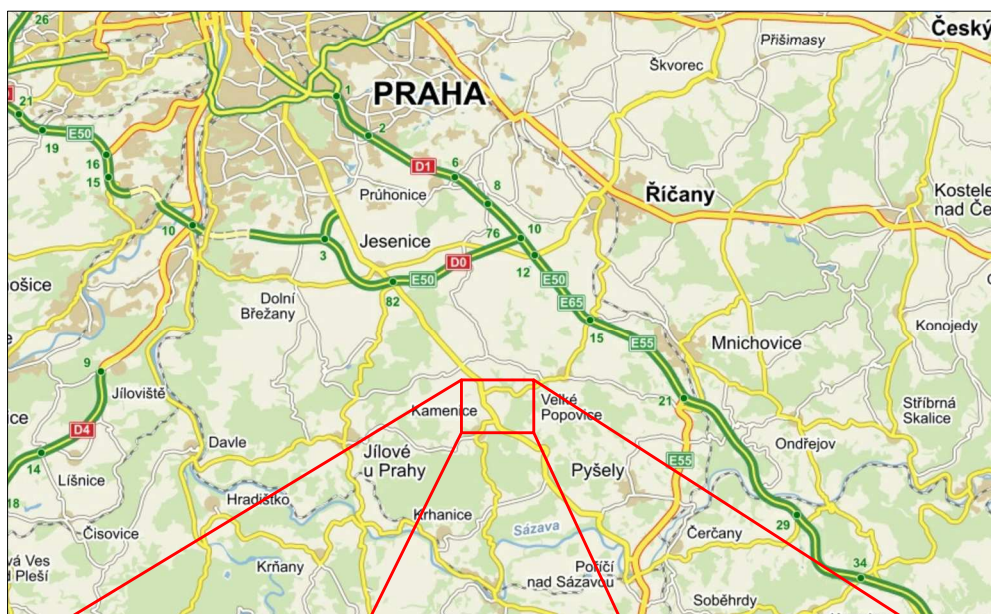 26
Český
Přišimasy
Škvorec
PRAHA
1
21
19
E50
2
16
15
D1
6
8
Průhonice
Říčany
Kostele
nad Če
10
76
10
Jesenice
3
12
D0
E50
E50
82
E65
ošice
Dolní
Břežany
15
E55
Mnichovice
Konojedy
9
Jíloviště
21
Kamenice
Velké
Popovice
Stříbrná
Skalice
ice
D4
14
Davle
Jílové
u Prahy
Ondřejov
Líšnice
Pyšely
E55
18
Hradištko
Krhanice
Čisovice
Sázava
29
Čerčany
vá Ves
d Pleší
Krňany
Poříčí
nad Sázavou
34
Soběhrdy